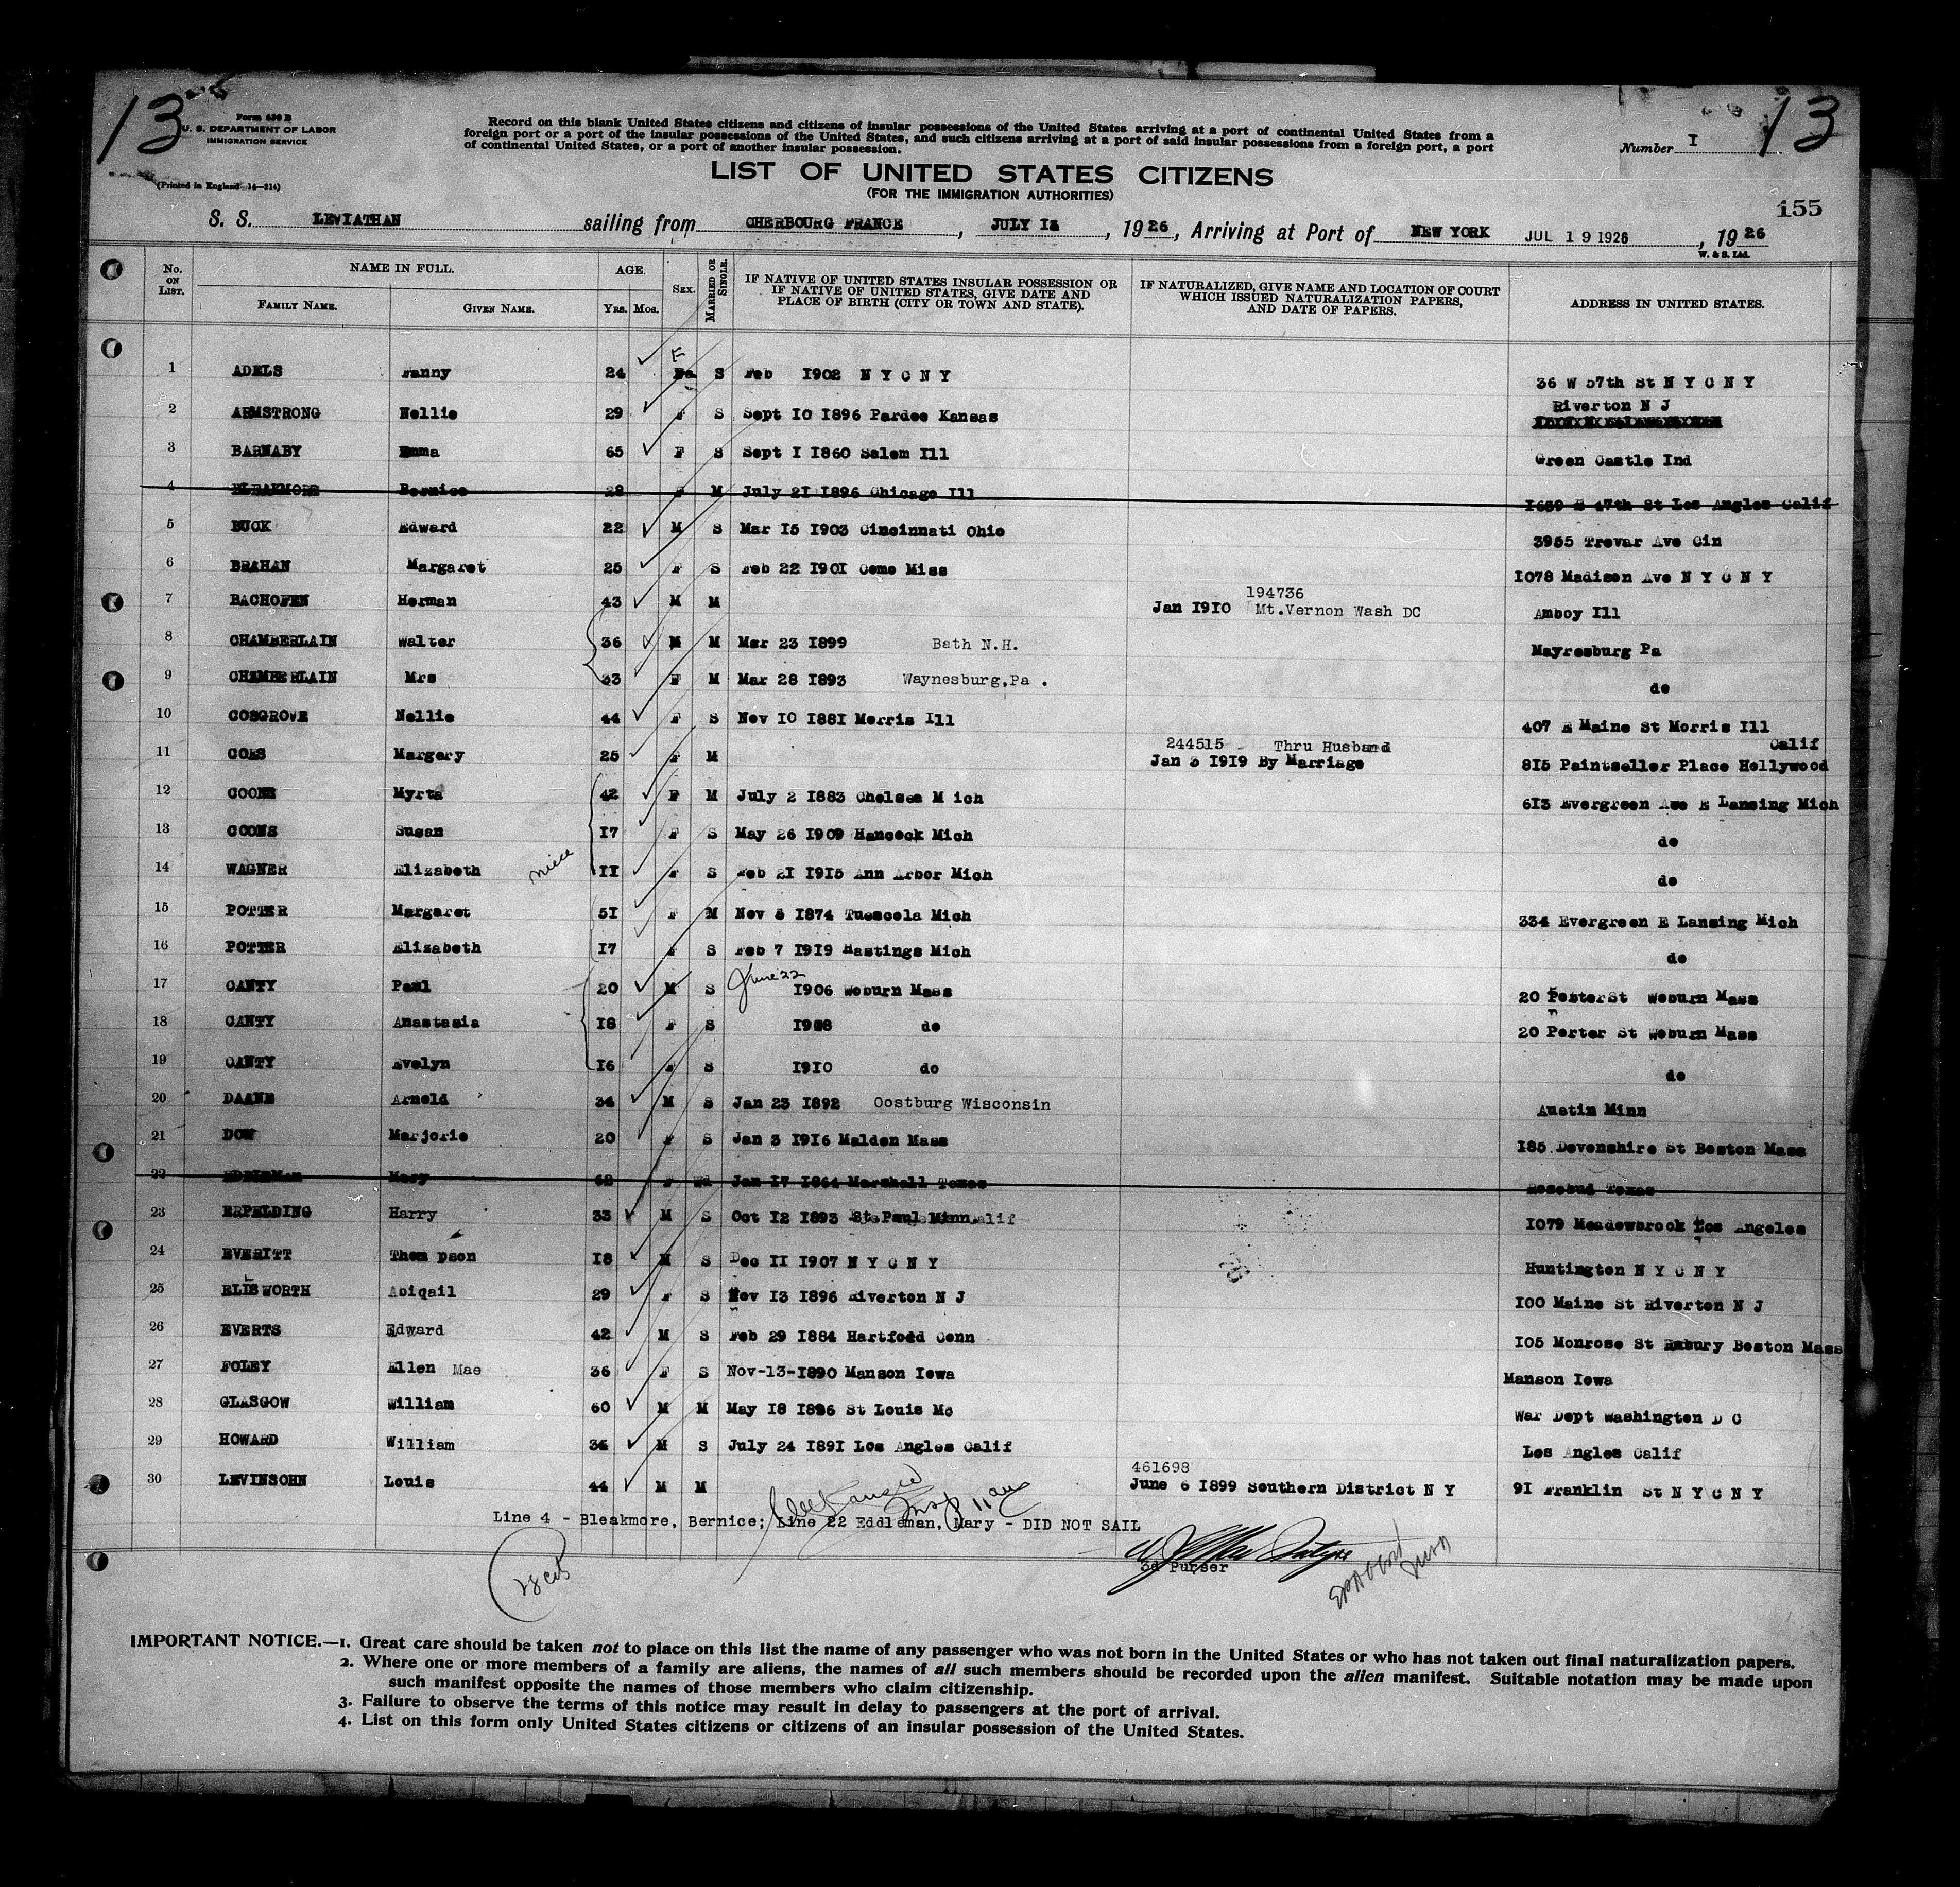 13
Form 630 B
U. S. DEPARTMENT OF LABOR
IMMIGRATION SERVICE
(Printed in England 14—214)
Record on this blank United States citizens and citizens of insular possessions of the United States arriving at a port of continental United States from a
foreign port or a port of the insular possessions of the United States, and such citizens arriving at a port of said insular possessions from a foreign port, a port
of continental United States, or a port of another insular possession.
Number I
13
LIST OF UNITED STATES CITIZENS
(FOR THE IMMIGRATION AUTHORITIES)
155
S. S. LEVIATHAN sailing from CHERBOURG FRANCE, JULY 13, 1926, Arriving at Port of NEW YORK JUL 19 1926, 1926
W. & S. Ltd.
No. ON LIST. NAME IN FULL. FAMILY NAME. GIVEN NAME. AGE. Yrs. Mos. SEX. MARRIED OR SINGLE. IF NATIVE OF UNITED STATES INSULAR POSSESSION OR IF NATIVE OF UNITED STATES, GIVE DATE AND PLACE OF BIRTH (CITY OR TOWN AND STATE). IF NATURALIZED, GIVE NAME AND LOCATION OF COURT WHICH ISSUED NATURALIZATION PAPERS, AND DATE OF PAPERS. ADDRESS IN UNITED STATES.
1 ADELS Fanny 24 F S Feb 1902 N Y C N Y 36 W 57th St N Y C N Y
2 ARMSTRONG Nellie 29 F S Sept 10 1896 Pardee Kansas Riverton N J
3 BARNABY Emma 65 F S Sept I 1860 Salem Ill Green Castle Ind
4 BLEAKMORE Bernice 28 F M July 21 1896 Chicago Ill 1639 E 47th St Los Angles Calif
5 BUCK Edward 22 M S Mar 15 1903 Cincinnati Ohio 3955 Trevar Ave Cin
6 BRAHAN Margaret 25 F S Feb 22 1901 Como Miss 1078 Madison Ave N Y C N Y
7 BACHOFEN Herman 43 M M 194736 Jan 1910 Mt.Vernon Wash DC Amboy Ill
8 CHAMBERLAIN Walter 36 M M Mar 23 1899 Bath N.H. Mayresburg Pa
9 CHAMBERLAIN Mrs 33 F M Mar 28 1893 Waynesburg,Pa . do
10 COSGROVE Nellie 44 F S Nov 10 1881 Morris Ill 407 E Maine St Morris Ill
11 COES Margery 25 F M 244515 Thru Husband Jan 3 1919 By Marriage 815 Paintseller Place Hollywood Calif
12 COONS Myrta 42 F M July 2 1883 Chelsea M ich 613 Evergreen Ave E Lansing Mich
13 COONS Susan 17 F S May 26 1909 Hancock Mich do
14 WAGNER Elizabeth niece 11 F S Feb 21 1915 Ann Arbor Mich do
15 POTTER Margaret 51 F M Nov 5 1874 Tuescola Mich 334 Evergreen E Lansing Mich
16 POTTER Elizabeth 17 F S Feb 7 1919 Hastings Mich do
17 CANTY Paul 20 M S June 22 1906 Woburn Mass 20 PosterSt Woburn Mass
18 CANTY Anastasia 18 F S 1908 do 20 Porter St Woburn Mass
19 CANTY Evelyn 16 F S 1910 do do
20 DAANE Arnold 34 M S Jan 23 1892 Oostburg Wisconsin Austin Minn
21 DOW Marjorie 20 F S Jan 3 1916 Malden Mass 185 Devonshire St Boston Mass
22 EDDLEMAN Mary 62 F Wd Jan 17 1864 Marshall Texas Rosebud Texas
23 ERPELDING Harry 33 M S Oct 12 1893 St.Paul Minn. 1079 Meadowbrook Los Angeles
24 EVERITT Thom pson 18 M S Dec 11 1907 N Y C N Y Huntington N Y C N Y
25 ELLSWORTH Abiqail 29 F S Nov 13 1896 Riverton N J 100 Maine St Riverton N J
26 EVERTS Edward 42 M S Feb 29 1884 Hartford Conn 105 Monrose St Roxbury Boston Mass
27 FOLEY Ellen Mae 36 F S Nov-13-1890 Manson Iowa Manson Iowa
28 GLASGOW William 60 M M May 18 1896 St Louis Mo War Dept Washington D C
29 HOWARD William 34 M S July 24 1891 Los Angles Calif Los Angles Calif
30 LEVINSOHN Louis 44 M M 461698 June 6 1899 Southern District N Y 91 Franklin St N Y C N Y
Line 4 - Bleakmore, Bernice; Line 22 Eddleman, Mary - DID NOT SAIL
3d Purser
IMPORTANT NOTICE.—1. Great care should be taken not to place on this list the name of any passenger who was not born in the United States or who has not taken out final naturalization papers.
2. Where one or more members of a family are aliens, the names of all such members should be recorded upon the alien manifest. Suitable notation may be made upon
such manifest opposite the names of those members who claim citizenship.
3. Failure to observe the terms of this notice may result in delay to passengers at the port of arrival.
4. List on this form only United States citizens or citizens of an insular possession of the United States.